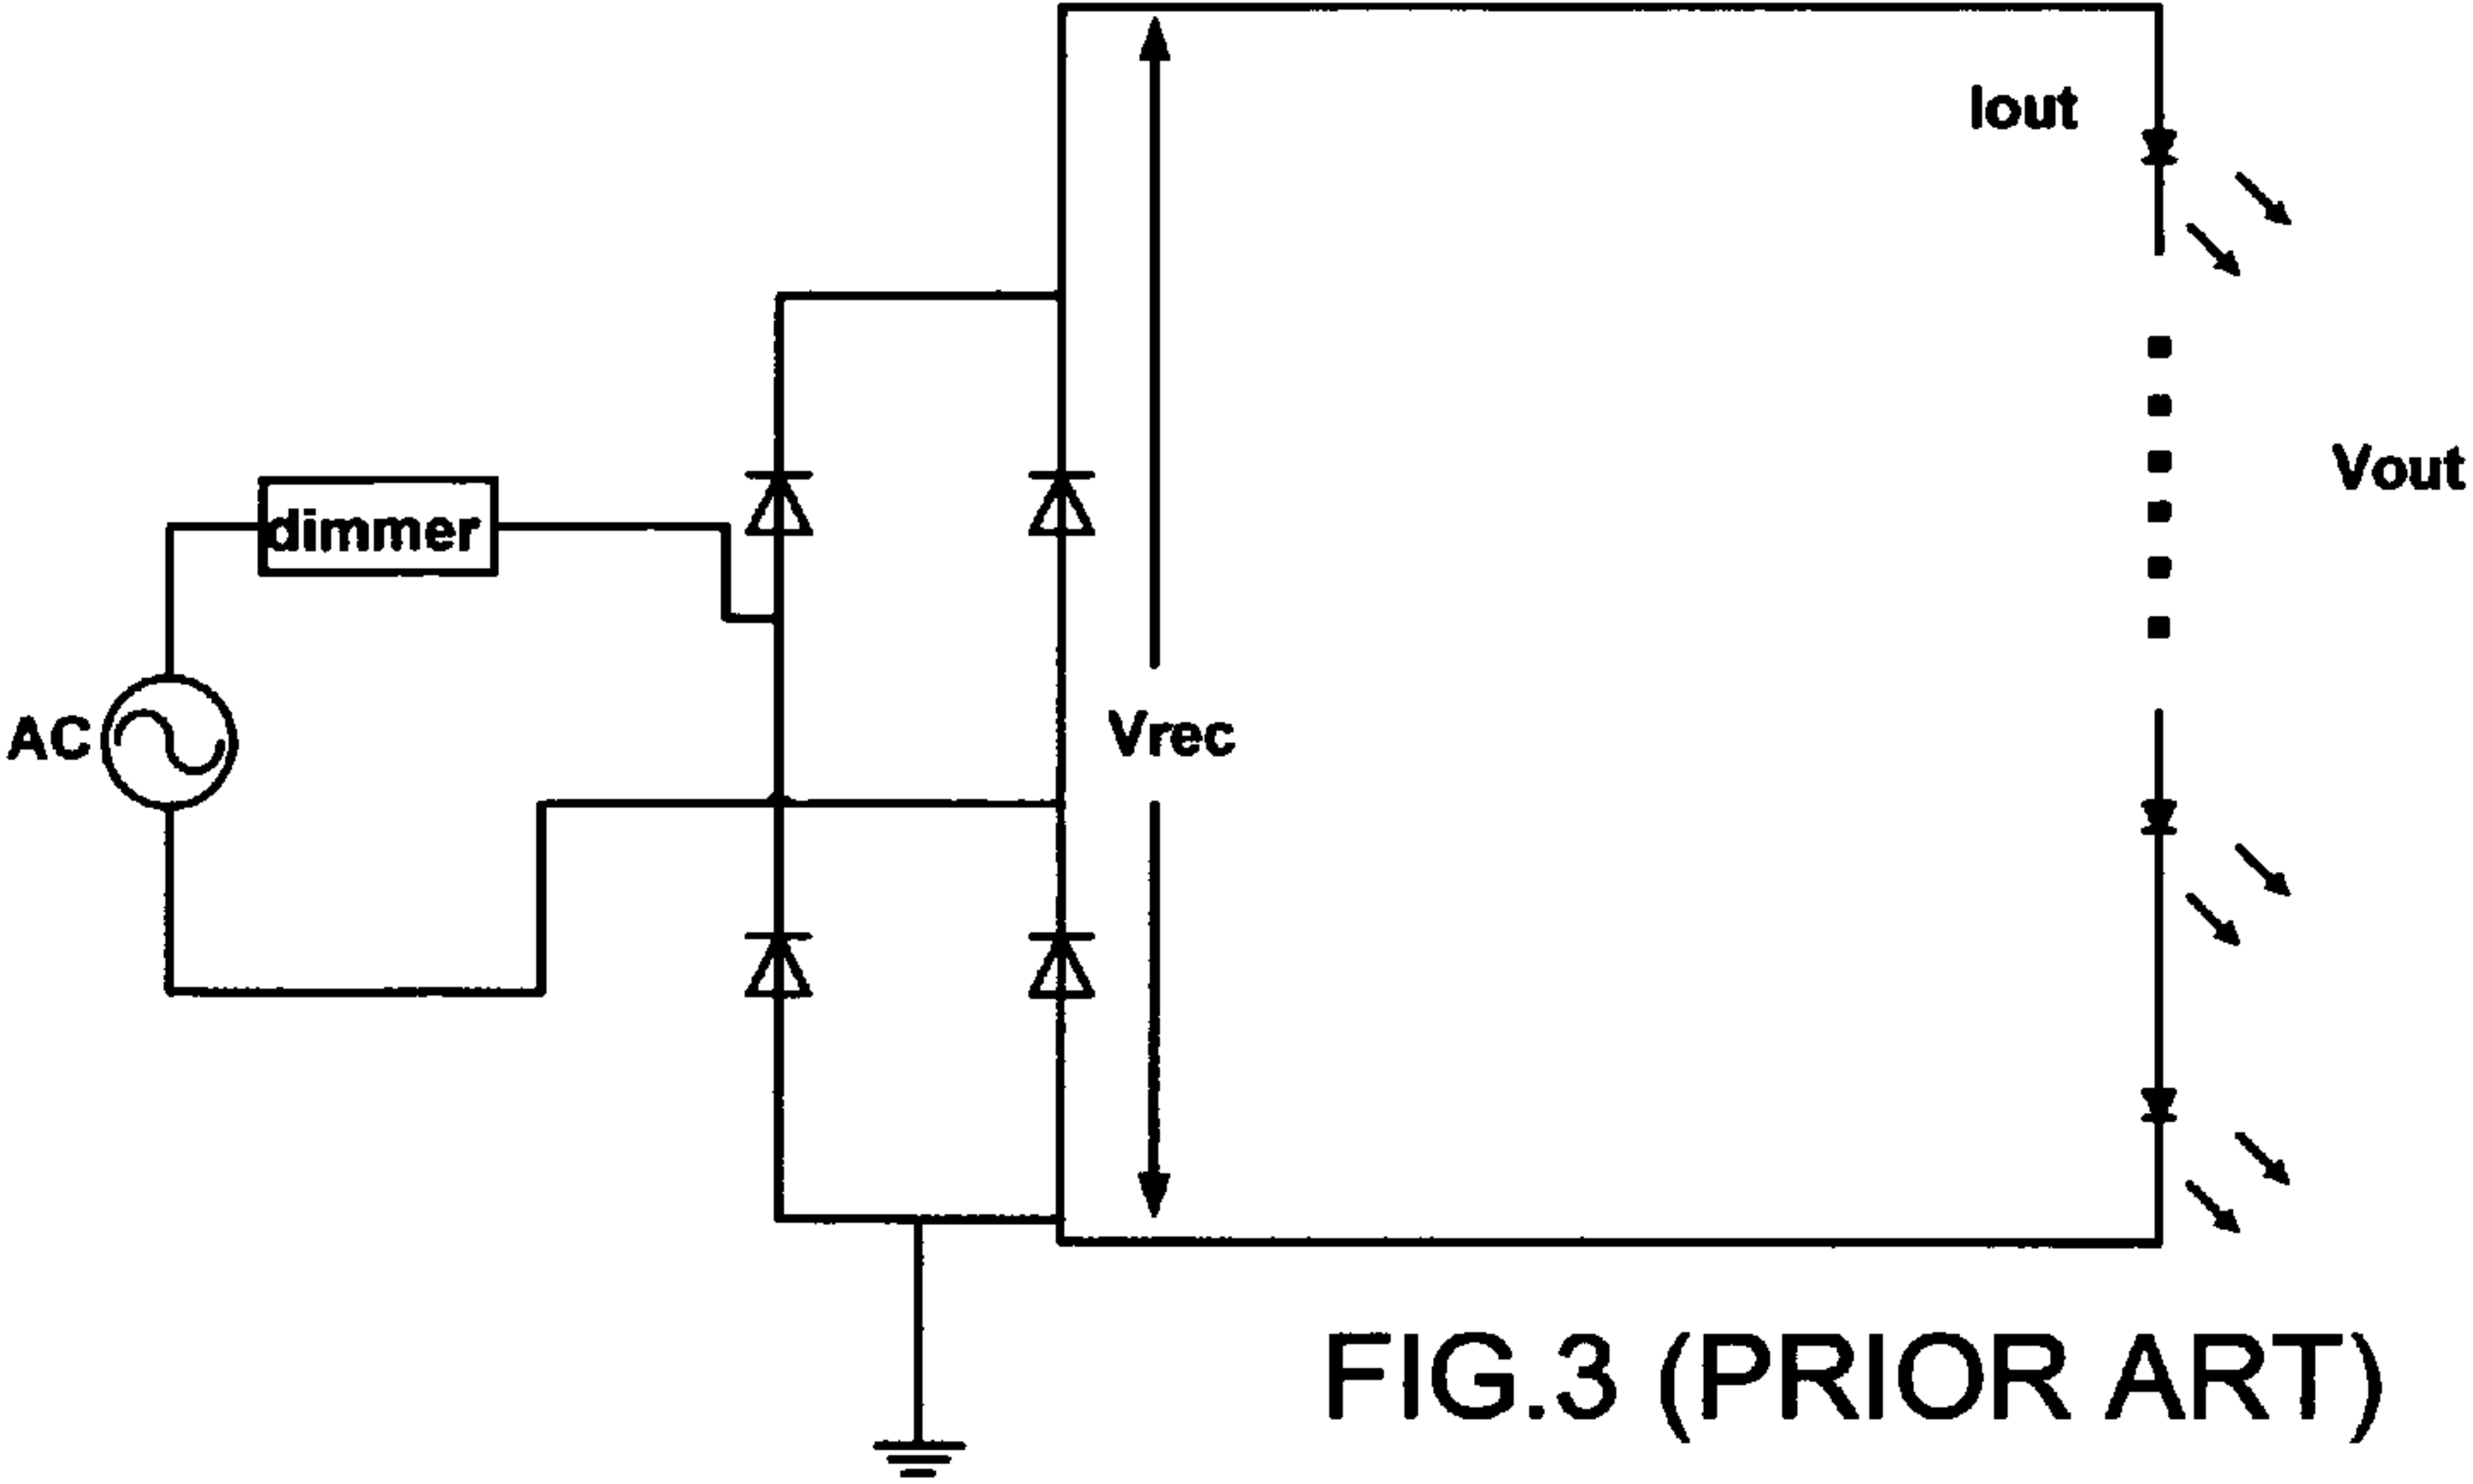 Iout
Vout
dimmer
AC
Vrec
FIG.3 (PRIOR ART)